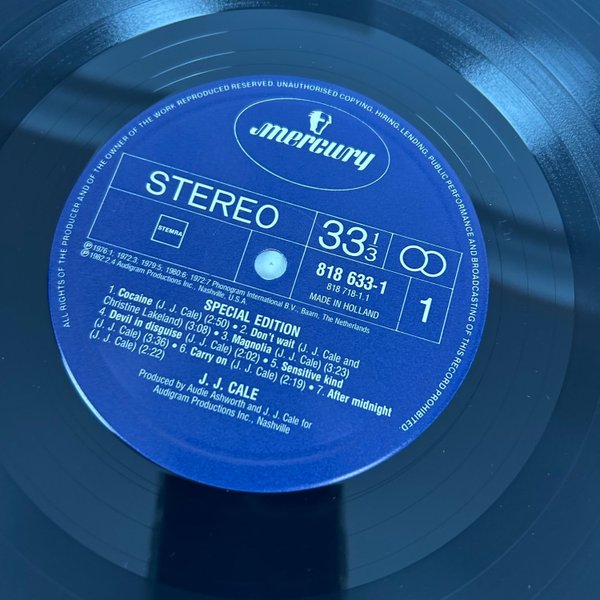 ALL RIGHTS OF THE PRODUCER AND OF THE OWNER OF THE WORK REPRODUCED RESERVED. UNAUTHORISED COPYING, HIRING, LENDING, PUBLIC PERFORMANCE AND BROADCASTING OF THIS RECORD PROHIBITED.
mercury
STEREO
33 1/3
STEMRA
818 633-1
818 718-1.1
MADE IN HOLLAND
1
℗ 1976:1, 1972:3, 1979:5, 1980:6, 1972:7 Phonogram International B.V., Baarn, The Netherlands
℗ 1982:2,4 Audigram Productions Inc., Nashville, U.S.A.
SPECIAL EDITION
1. Cocaine (J. J. Cale) (2:50) • 2. Don't wait (J. J. Cale and
Christine Lakeland) (3:08) • 3. Magnolia (J. J. Cale) (3:23)
4. Devil in disguise (J. J. Cale) (2:02) • 5. Sensitive kind
(J. J. Cale) (3:36) • 6. Carry on (J. J. Cale) (2:19) • 7. After midnight
(J. J. Cale) (2:22)
J. J. CALE
Produced by Audie Ashworth and J. J. Cale for
Audigram Productions Inc., Nashville